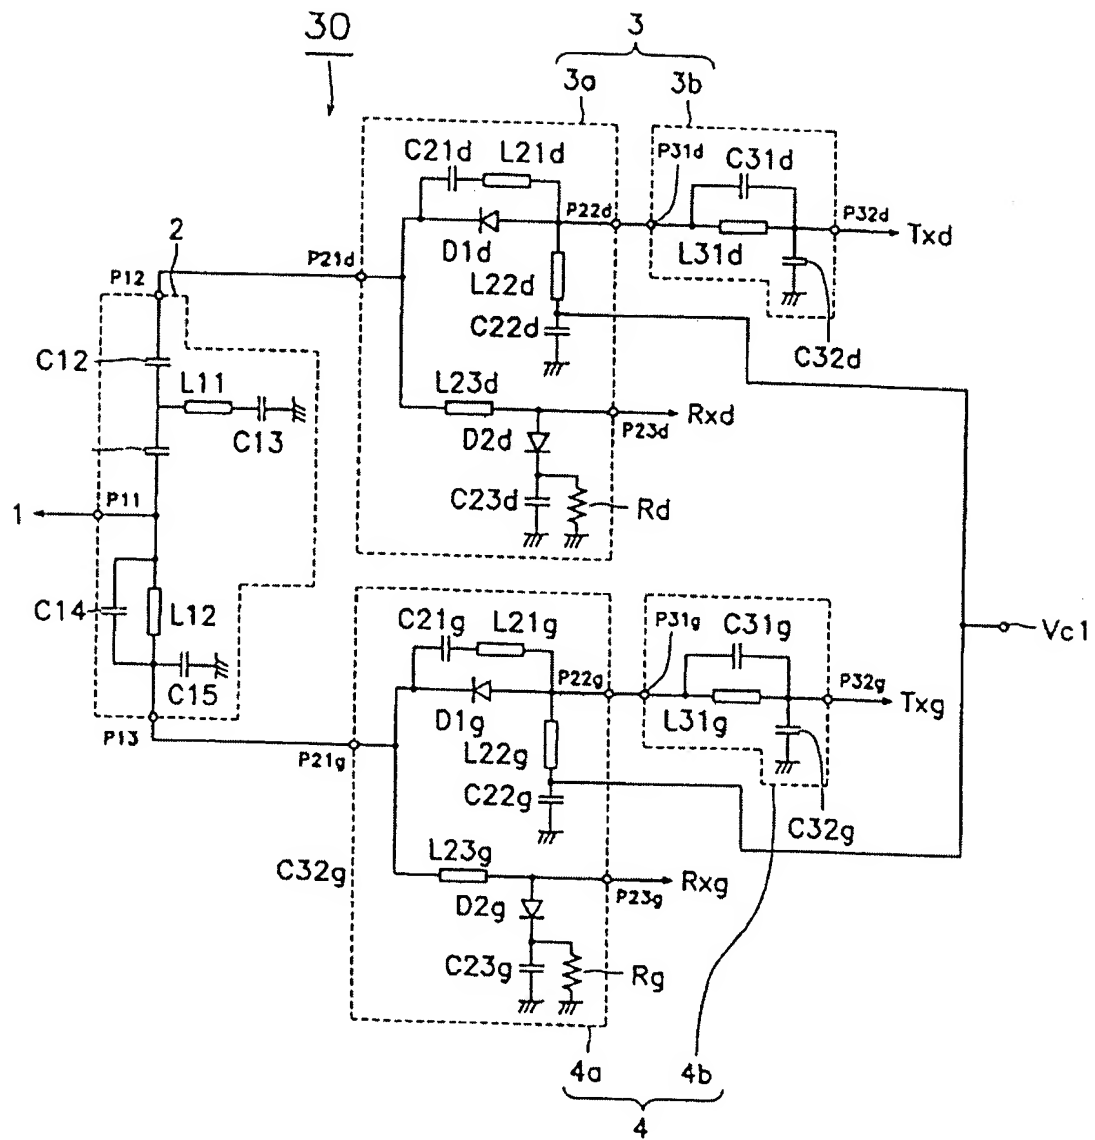 30
3
3a
3b
C21d
L21d
P31d
C31d
2
P22d
P32d
Txd
D1d
L31d
P12
P21d
L22d
C22d
C32d
C12
L11
C13
L23d
Rxd
P23d
D2d
C23d
Rd
P11
1
C14
L12
C15
P13
C21g
L21g
P31g
C31g
Vc1
P22g
P32g
Txg
D1g
L31g
P21g
L22g
C22g
C32g
L23g
C32g
Rxg
P23g
D2g
C23g
Rg
4a
4b
4